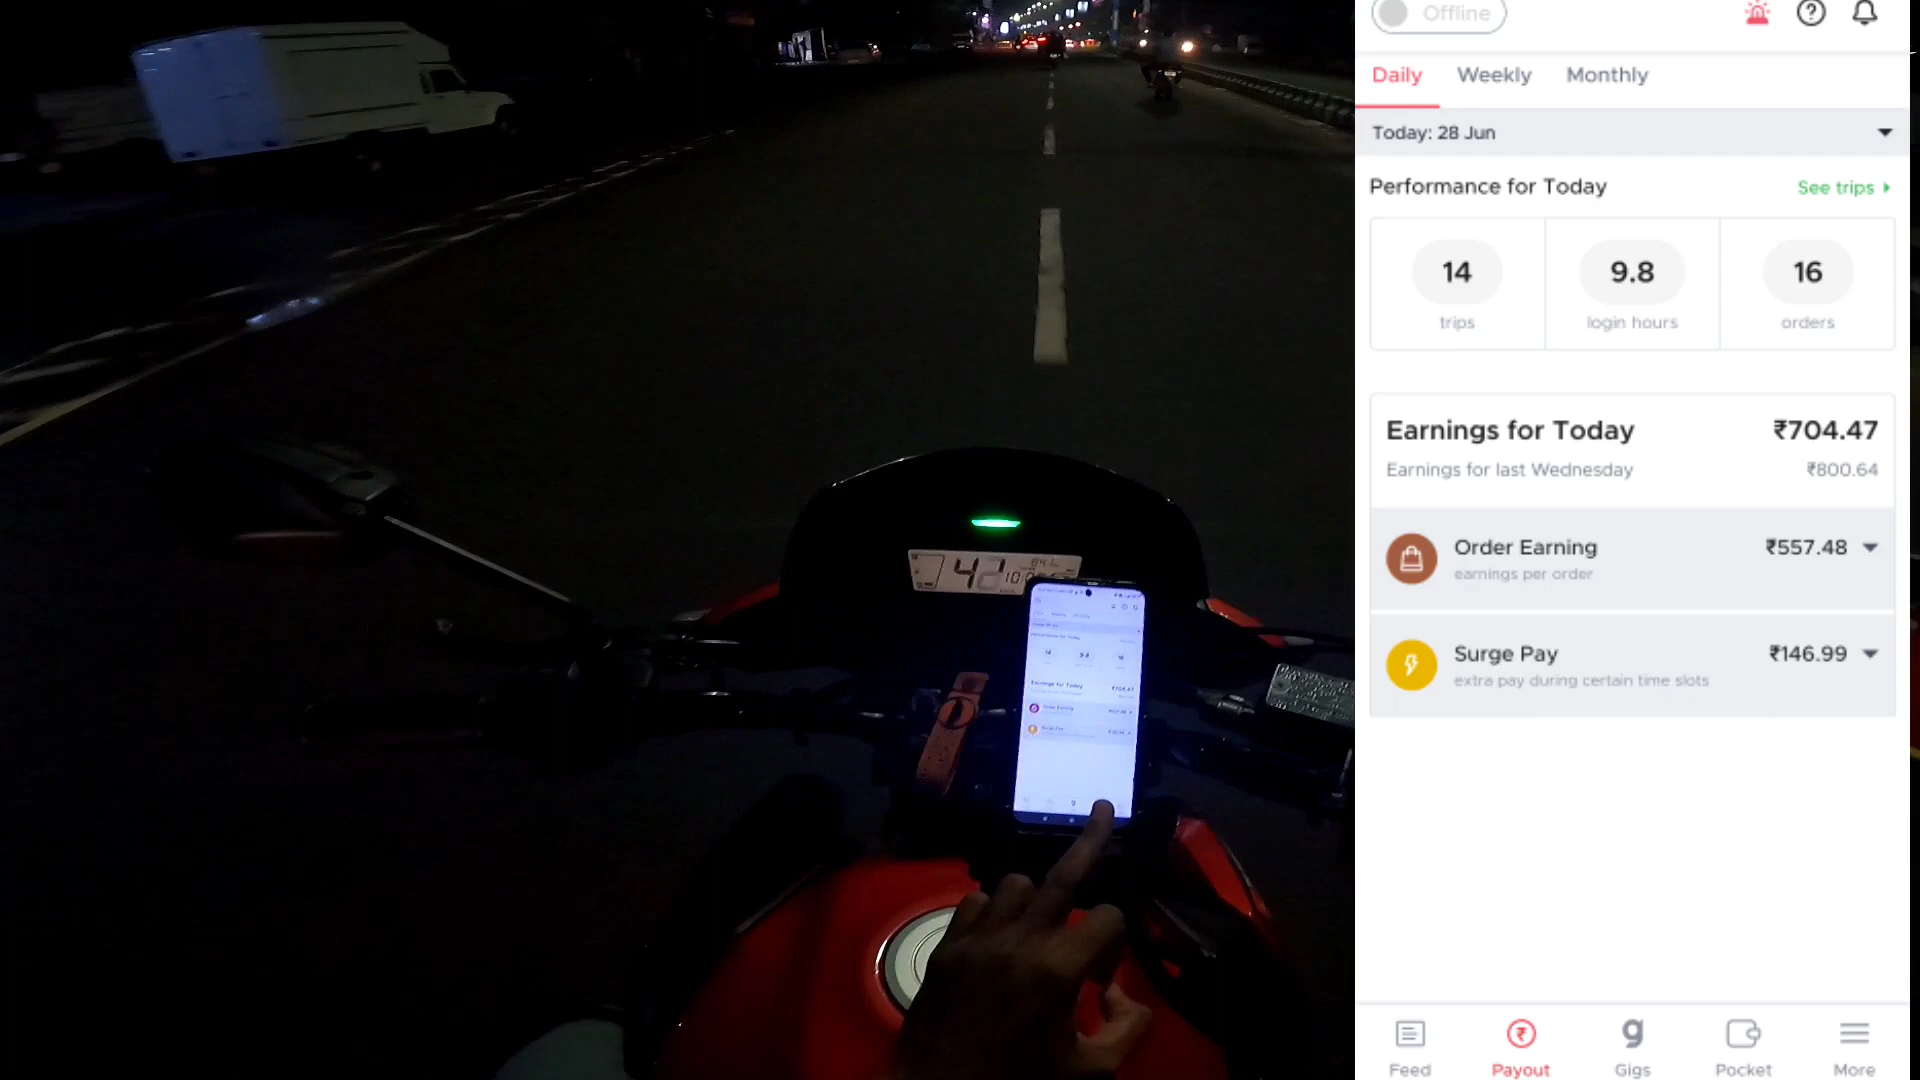 Offline
Daily Weekly Monthly
Today: 28 Jun
Performance for Today See trips
14 9.8 16
trips login hours orders
Earnings for Today ₹704.47
Earnings for last Wednesday ₹800.64
Order Earning ₹557.48
earnings per order
Surge Pay ₹146.99
extra pay during certain time slots
Feed Payout Gigs Pocket More